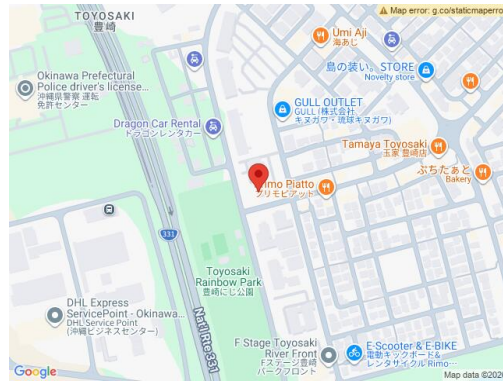 Map error: g.co/staticmaperro
TOYOSAKI
豊崎
Umi Aji
海あじ
島の装い。STORE
Novelty store
Okinawa Prefectural
Police driver's license...
沖縄県警察 運転
免許センター
GULL OUTLET
GULL (株式会社
キヌガワ・琉球キヌガワ)
Dragon Car Rental
ドラゴンレンタカー
Tamaya Toyosaki
玉家 豊崎店
ぷちたぁと
Bakery
imo Piatto
プリモピアット
331
Toyosaki
Rainbow Park
豊崎にじ公園
Nat'l Rte 331
DHL Express
ServicePoint - Okinawa...
DHL Service Point
(沖縄ビジネスセンター)
F Stage Toyosaki
River Front
Fステージ豊崎
パークフロント
E-Scooter & E-BIKE
電動キックボード&
レンタサイクル Rimo...
Google
Map data ©202